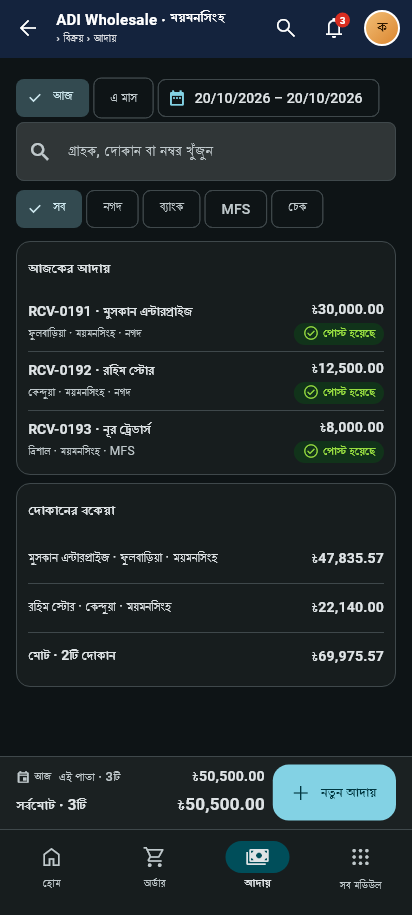 ADI Wholesale · ময়মনসিংহ
› বিক্রয় › আদায়
3
ক
আজ
এ মাস
20/10/2026 – 20/10/2026
গ্রাহক, দোকান বা নম্বর খুঁজুন
সব
নগদ
ব্যাংক
MFS
চেক
আজকের আদায়
RCV-0191 · মুসকান এন্টারপ্রাইজ
৳30,000.00
ফুলবাড়িয়া · ময়মনসিংহ · নগদ
পোস্ট হয়েছে
RCV-0192 · রহিম স্টোর
৳12,500.00
কেন্দুয়া · ময়মনসিংহ · নগদ
পোস্ট হয়েছে
RCV-0193 · নূর ট্রেডার্স
৳8,000.00
ত্রিশাল · ময়মনসিংহ · MFS
পোস্ট হয়েছে
দোকানের বকেয়া
মুসকান এন্টারপ্রাইজ · ফুলবাড়িয়া · ময়মনসিংহ
৳47,835.57
রহিম স্টোর · কেন্দুয়া · ময়মনসিংহ
৳22,140.00
মোট · 2টি দোকান
৳69,975.57
আজ এই পাতা · 3টি
৳50,500.00
সর্বমোট · 3টি
৳50,500.00
নতুন আদায়
হোম
অর্ডার
আদায়
সব মডিউল